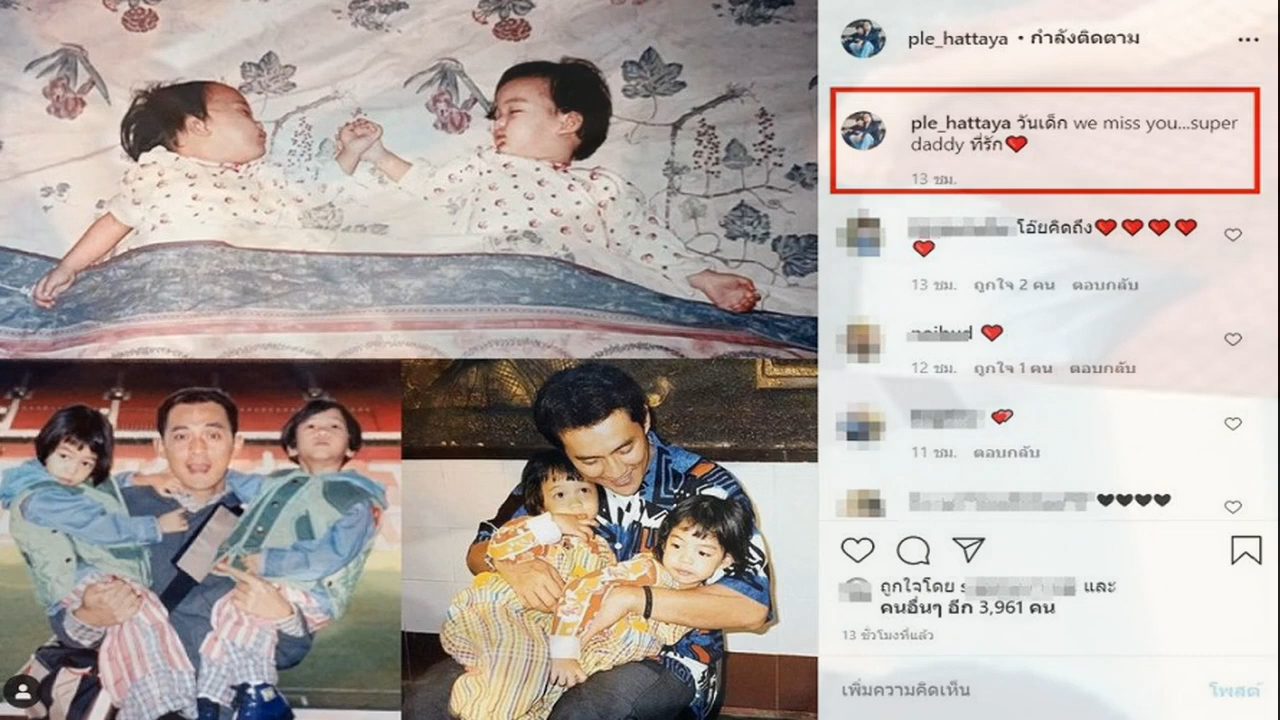 ple_hattaya • กำลังติดตาม
ple_hattaya วันเด็ก we miss you...super
daddy ที่รัก
13 ชม.
โอ๊ยคิดถึง
13 ชม. ถูกใจ 2 คน ตอบกลับ
12 ชม. ถูกใจ 1 คน ตอบกลับ
11 ชม. ตอบกลับ
ถูกใจโดย และ
คนอื่นๆ อีก 3,961 คน
13 ชั่วโมงที่แล้ว
เพิ่มความคิดเห็น
โพสต์